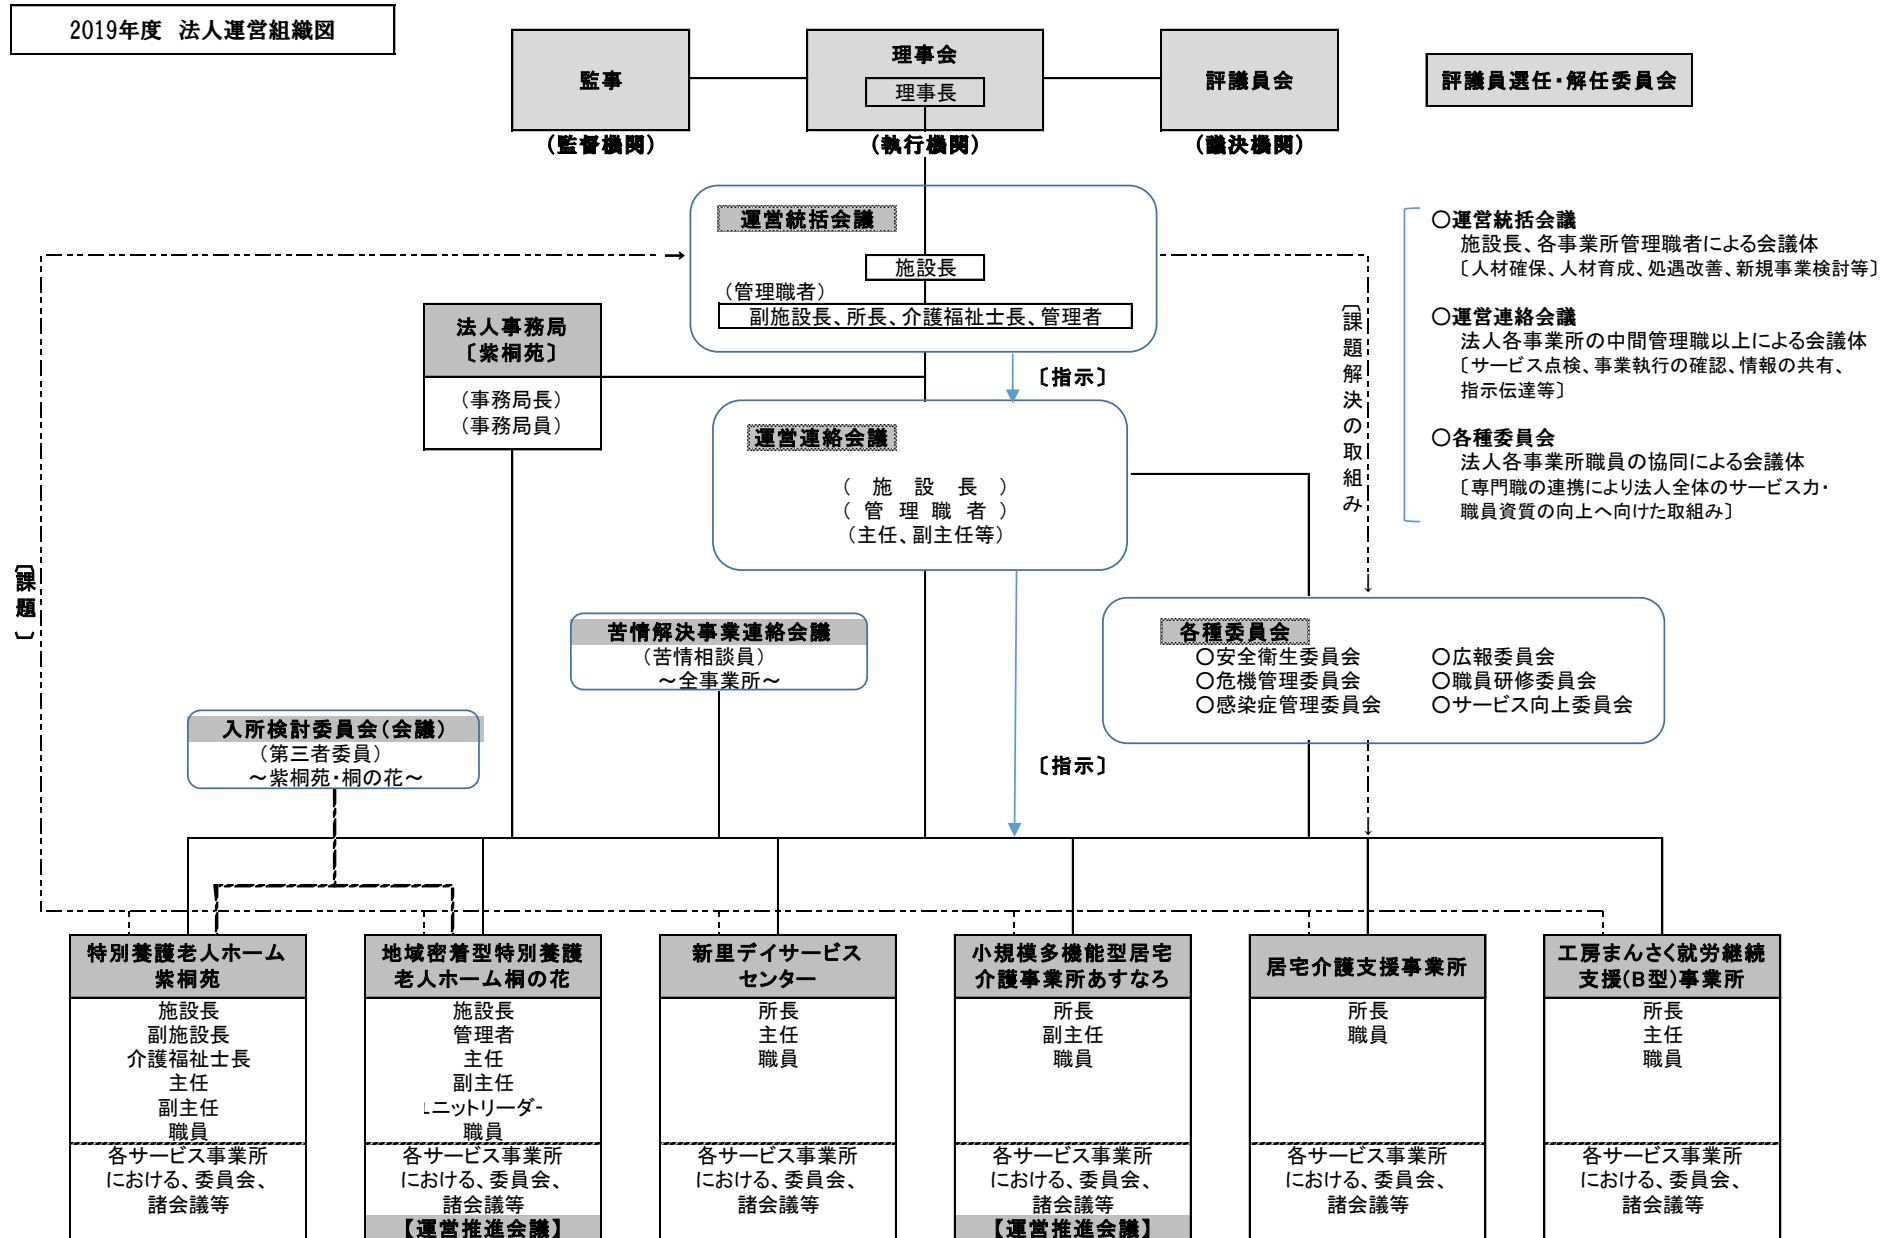 2019年度 法人運営組織図
監事
(監督機関)
理事会
理事長
(執行機関)
評議員会
(議決機関)
評議員選任・解任委員会
運営統括会議
施設長
(管理職者)
副施設長、所長、介護福祉士長、管理者
〇運営統括会議
施設長、各事業所管理職者による会議体
〔人材確保、人材育成、処遇改善、新規事業検討等〕
〇運営連絡会議
法人各事業所の中間管理職以上による会議体
〔サービス点検、事業執行の確認、情報の共有、
指示伝達等〕
〇各種委員会
法人各事業所職員の協同による会議体
〔専門職の連携により法人全体のサービス力・
職員資質の向上へ向けた取組み〕
法人事務局
〔紫桐苑〕
(事務局長)
(事務局員)
〔指示〕
〔課題解決の取組み
運営連絡会議
( 施 設 長 )
( 管 理 職 者 )
(主任、副主任等)
〔課題〕
苦情解決事業連絡会議
(苦情相談員)
～全事業所～
各種委員会
〇安全衛生委員会
〇危機管理委員会
〇感染症管理委員会
〇広報委員会
〇職員研修委員会
〇サービス向上委員会
入所検討委員会(会議)
(第三者委員)
～紫桐苑・桐の花～
〔指示〕
特別養護老人ホーム
紫桐苑
施設長
副施設長
介護福祉士長
主任
副主任
職員
各サービス事業所
における、委員会、
諸会議等
地域密着型特別養護
老人ホーム桐の花
施設長
管理者
主任
副主任
ユニットリーダー
職員
各サービス事業所
における、委員会、
諸会議等
【運営推進会議】
新里デイサービス
センター
所長
主任
職員
各サービス事業所
における、委員会、
諸会議等
小規模多機能型居宅
介護事業所あすなろ
所長
副主任
職員
各サービス事業所
における、委員会、
諸会議等
【運営推進会議】
居宅介護支援事業所
所長
職員
各サービス事業所
における、委員会、
諸会議等
工房まんさく就労継続
支援(B型)事業所
所長
主任
職員
各サービス事業所
における、委員会、
諸会議等